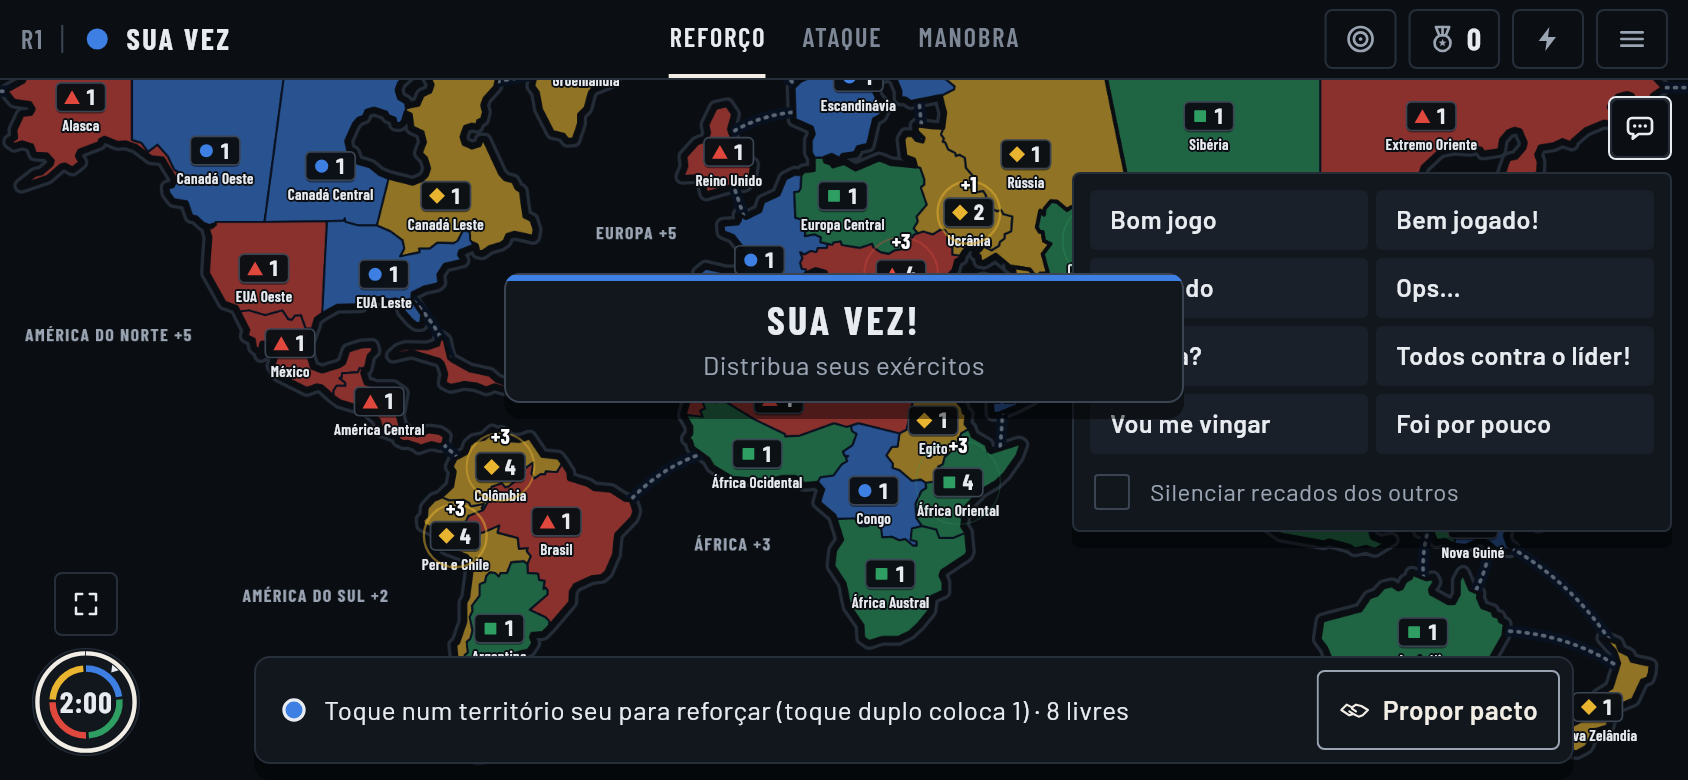 R1 SUA VEZ REFORÇO ATAQUE MANOBRA 0
Groenlândia
1 Alasca
1 Canadá Oeste
1 Canadá Central
1 Canadá Leste
Escandinávia
1 Reino Unido
1 Sibéria
1 Extremo Oriente
1 Rússia
1 Europa Central
+1
2 Ucrânia
EUROPA +5
+3
4
1
1 EUA Oeste
1 EUA Leste
AMÉRICA DO NORTE +5
1 México
1 América Central
SUA VEZ!
Distribua seus exércitos
Bom jogo
Bem jogado!
do
Ops...
a?
Todos contra o líder!
Vou me vingar
Foi por pouco
Silenciar recados dos outros
+3
4 Colômbia
+3
4 Peru e Chile
1 Brasil
AMÉRICA DO SUL +2
1 Argentina
1 África Ocidental
1 Egito
+3
4 África Oriental
1 Congo
ÁFRICA +3
1 África Austral
Nova Guiné
1
1
va Zelândia
2:00
Toque num território seu para reforçar (toque duplo coloca 1) · 8 livres
Propor pacto